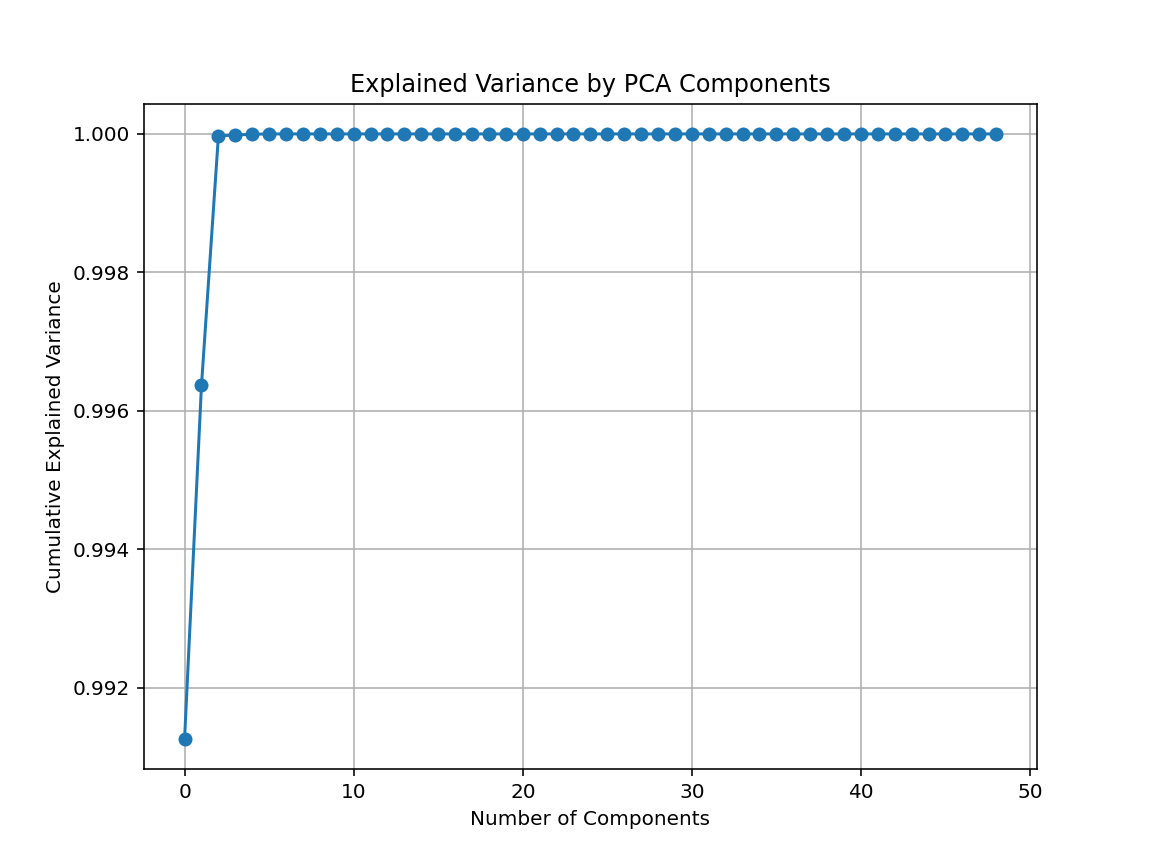 Explained Variance by PCA Components
Cumulative Explained Variance
1.000
0.998
0.996
0.994
0.992
0 10 20 30 40 50
Number of Components